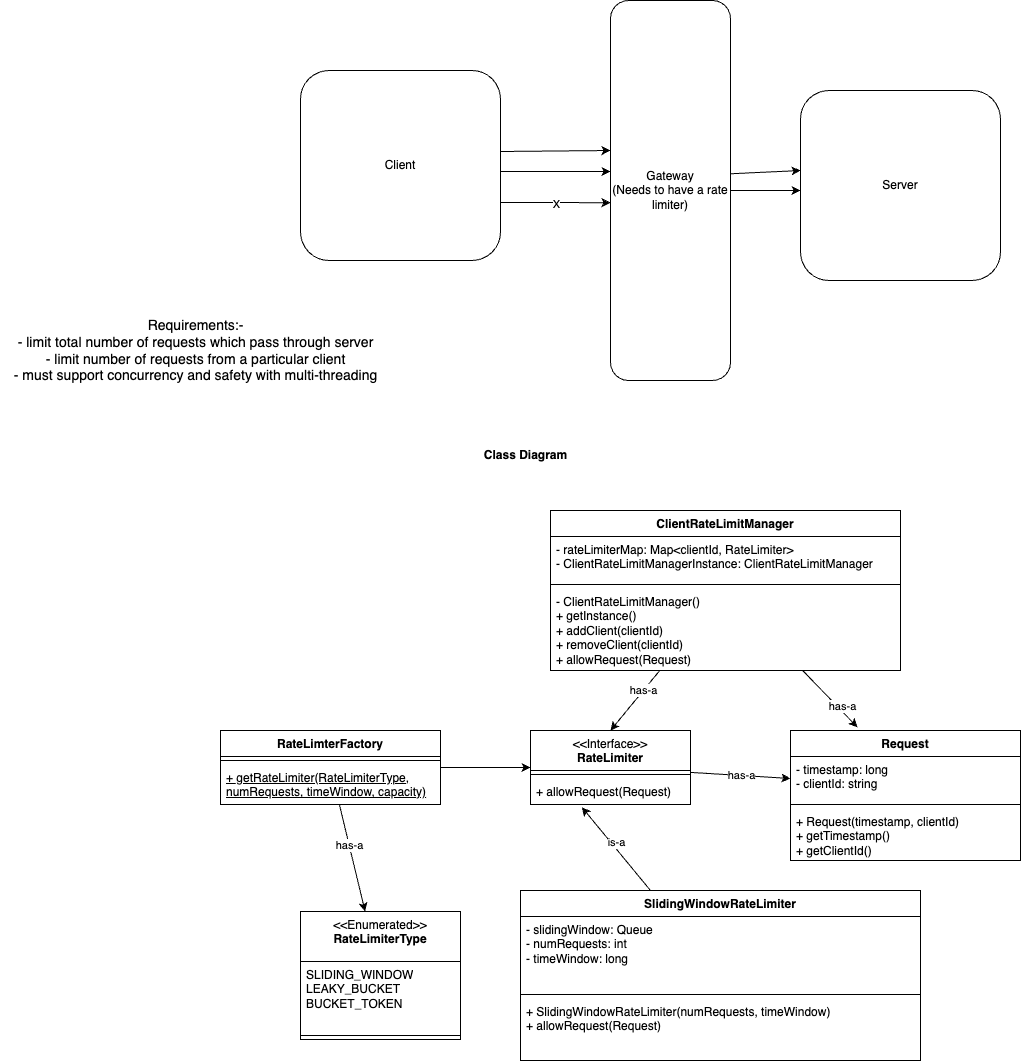 Client
Gateway
(Needs to have a rate
limiter)
Server
X
Requirements:-
- limit total number of requests which pass through server
- limit number of requests from a particular client
- must support concurrency and safety with multi-threading
Class Diagram
ClientRateLimitManager
- rateLimiterMap: Map<clientId, RateLimiter>
- ClientRateLimitManagerInstance: ClientRateLimitManager
- ClientRateLimitManager()
+ getInstance()
+ addClient(clientId)
+ removeClient(clientId)
+ allowRequest(Request)
has-a
has-a
RateLimterFactory
+ getRateLimiter(RateLimiterType,
numRequests, timeWindow, capacity)
<<Interface>>
RateLimiter
+ allowRequest(Request)
has-a
Request
- timestamp: long
- clientId: string
+ Request(timestamp, clientId)
+ getTimestamp()
+ getClientId()
has-a
is-a
<<Enumerated>>
RateLimiterType
SLIDING_WINDOW
LEAKY_BUCKET
BUCKET_TOKEN
SlidingWindowRateLimiter
- slidingWindow: Queue
- numRequests: int
- timeWindow: long
+ SlidingWindowRateLimiter(numRequests, timeWindow)
+ allowRequest(Request)